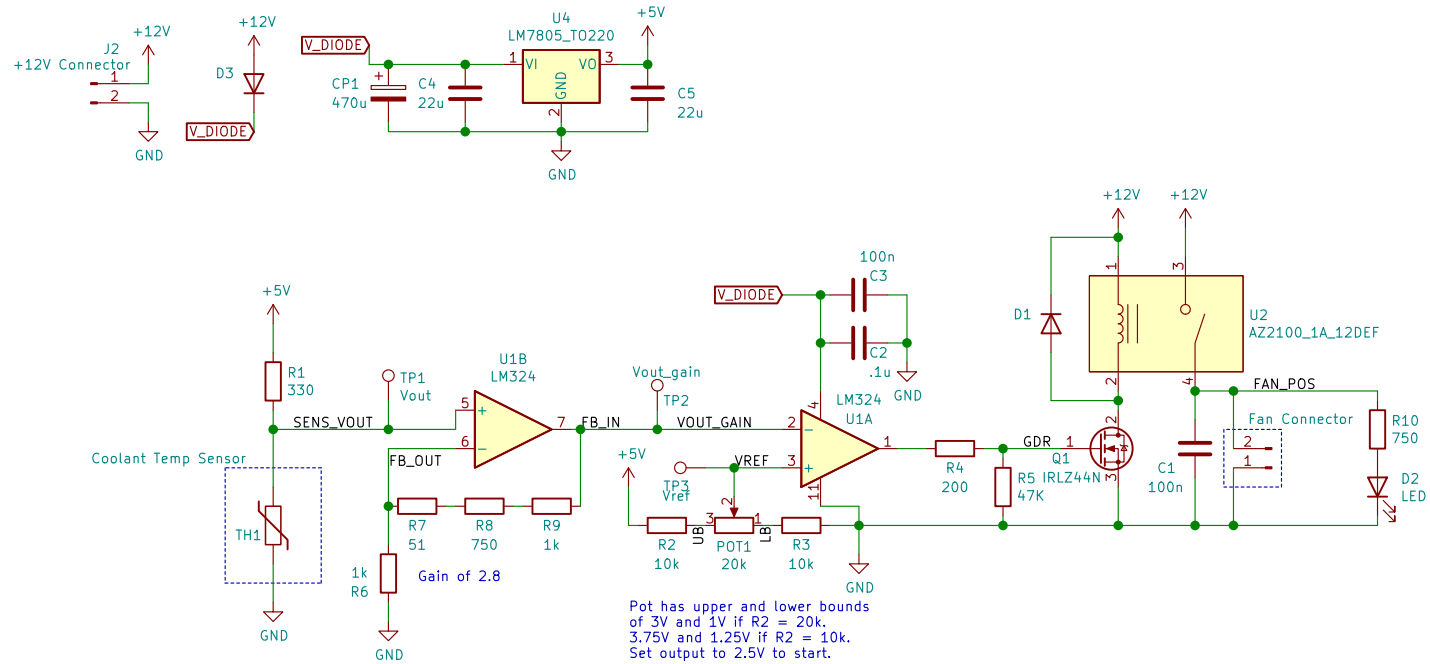 J2
+12V Connector
1
2
+12V
GND
+12V
D3
V_DIODE
V_DIODE
CP1
470u
+
C4
22u
U4
LM7805_TO220
1
VI
VO
3
GND
2
GND
+5V
C5
22u
+5V
R1
330
SENS_VOUT
Coolant Temp Sensor
TH1
GND
TP1
Vout
U1B
LM324
5
+
6
−
7
FB_IN
FB_OUT
R7
51
R8
750
R9
1k
1k
R6
Gain of 2.8
GND
Vout_gain
TP2
VOUT_GAIN
V_DIODE
100n
C3
C2
.1u
GND
LM324
U1A
4
2
−
3
+
11
1
VREF
TP3
Vref
+5V
R2
10k
UB
3
2
1
POT1
20k
LB
R3
10k
GND
Pot has upper and lower bounds
of 3V and 1V if R2 = 20k.
3.75V and 1.25V if R2 = 10k.
Set output to 2.5V to start.
R4
200
GDR
R5
47K
Q1
IRLZ44N
1
2
3
D1
+12V
+12V
1
3
2
4
U2
AZ2100_1A_12DEF
FAN_POS
C1
100n
Fan Connector
2
1
R10
750
D2
LED